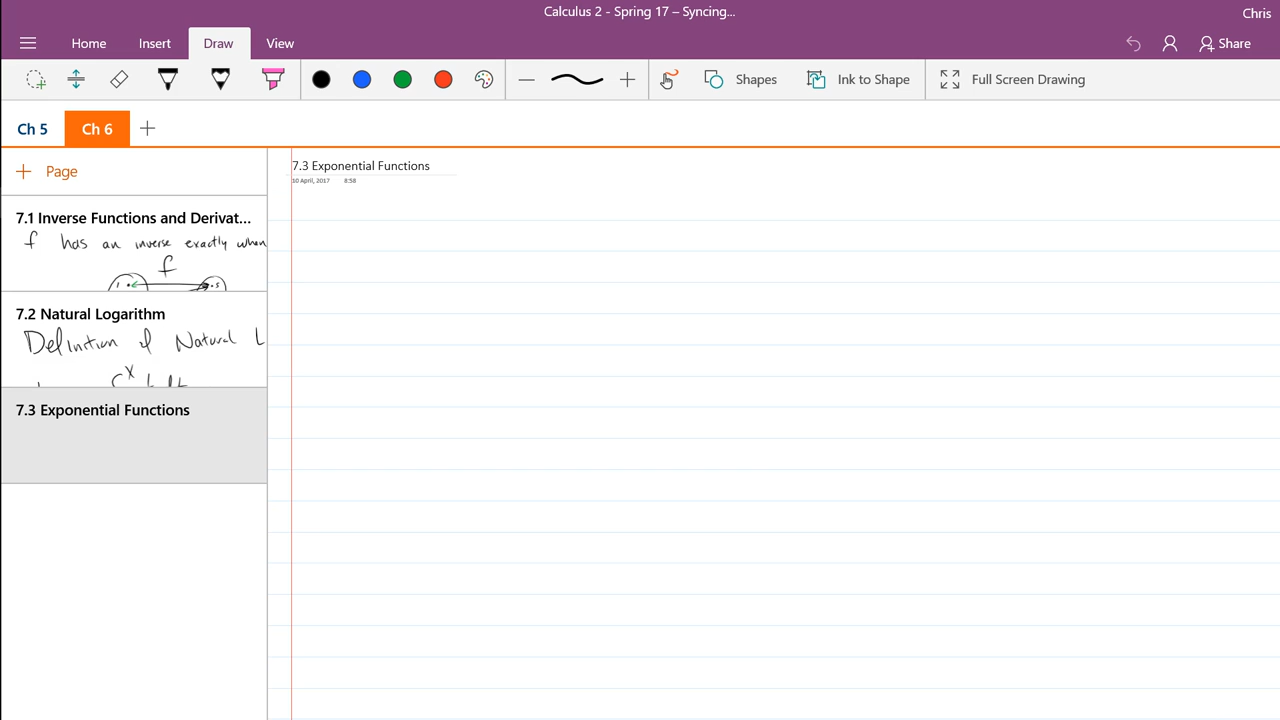 Calculus 2 - Spring 17 – Syncing...
Chris
Home Insert Draw View Share
Shapes Ink to Shape Full Screen Drawing
Ch 5 Ch 6
Page
7.3 Exponential Functions
10 April, 2017 8:58
7.1 Inverse Functions and Derivat...
f has an inverse exactly when
f
1 5
7.2 Natural Logarithm
Definition of Natural L
7.3 Exponential Functions